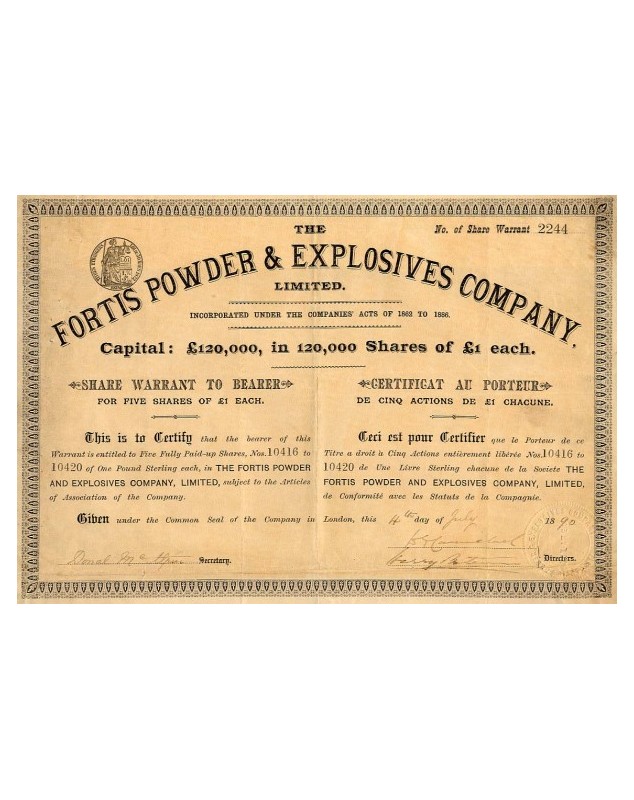 THE
No. of Share Warrant 2244
FORTIS POWDER & EXPLOSIVES COMPANY,
LIMITED.
INCORPORATED UNDER THE COMPANIES' ACTS OF 1862 TO 1886.
Capital: £120,000, in 120,000 Shares of £1 each.
SHARE WARRANT TO BEARER
FOR FIVE SHARES OF £1 EACH.
This is to Certify that the bearer of this
Warrant is entitled to Five Fully Paid-up Shares, Nos. 10416 to
10420 of One Pound Sterling each, in THE FORTIS POWDER
AND EXPLOSIVES COMPANY, LIMITED, subject to the Articles
of Association of the Company.
CERTIFICAT AU PORTEUR
DE CINQ ACTIONS DE £1 CHACUNE.
Ceci est pour Certifier que le Porteur de ce
Titre a droit à Cinq Actions entièrement libérée Nos. 10416 to
10420 de Une Livre Sterling chacune de la Societe THE
FORTIS POWDER AND EXPLOSIVES COMPANY, LIMITED,
de Conformité avec les Statuts de la Compagnie.
Given under the Common Seal of the Company in London, this 4th day of July 1890
Secretary.
Harry
Directors.